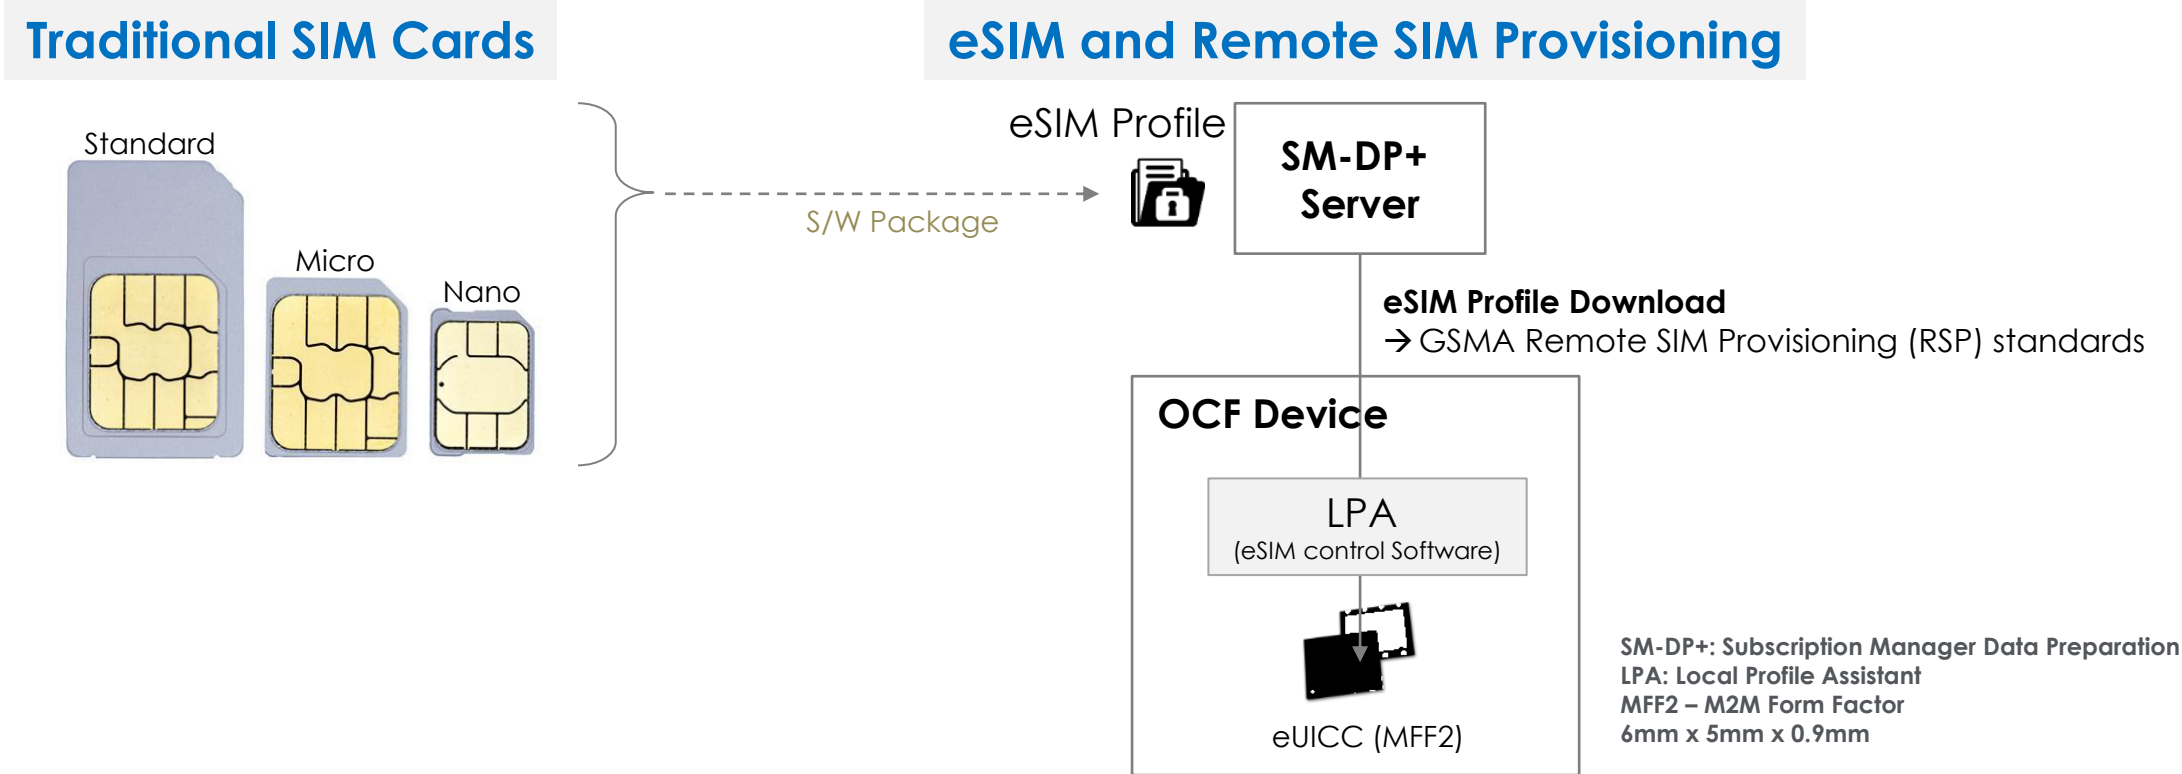 Traditional SIM Cards
eSIM and Remote SIM Provisioning
Standard
Micro
Nano
S/W Package
eSIM Profile
SM-DP+
Server
eSIM Profile Download
→ GSMA Remote SIM Provisioning (RSP) standards
OCF Device
LPA
(eSIM control Software)
eUICC (MFF2)
SM-DP+: Subscription Manager Data Preparation
LPA: Local Profile Assistant
MFF2 – M2M Form Factor
6mm x 5mm x 0.9mm